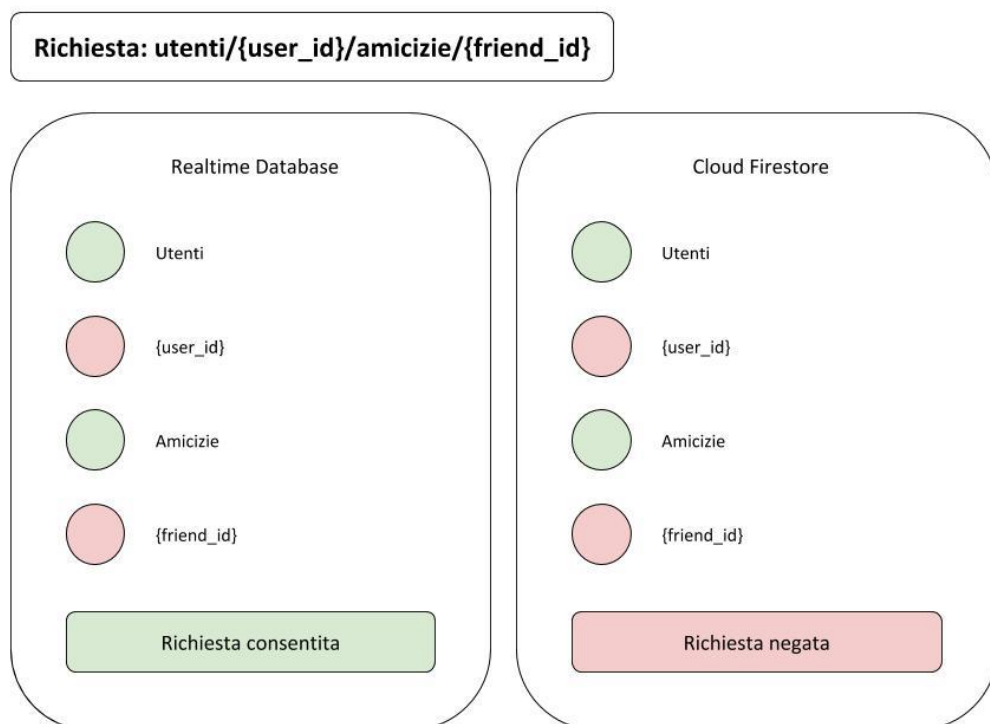 Richiesta: utenti/{user_id}/amicizie/{friend_id}
Realtime Database
Utenti
{user_id}
Amicizie
{friend_id}
Richiesta consentita
Cloud Firestore
Utenti
{user_id}
Amicizie
{friend_id}
Richiesta negata